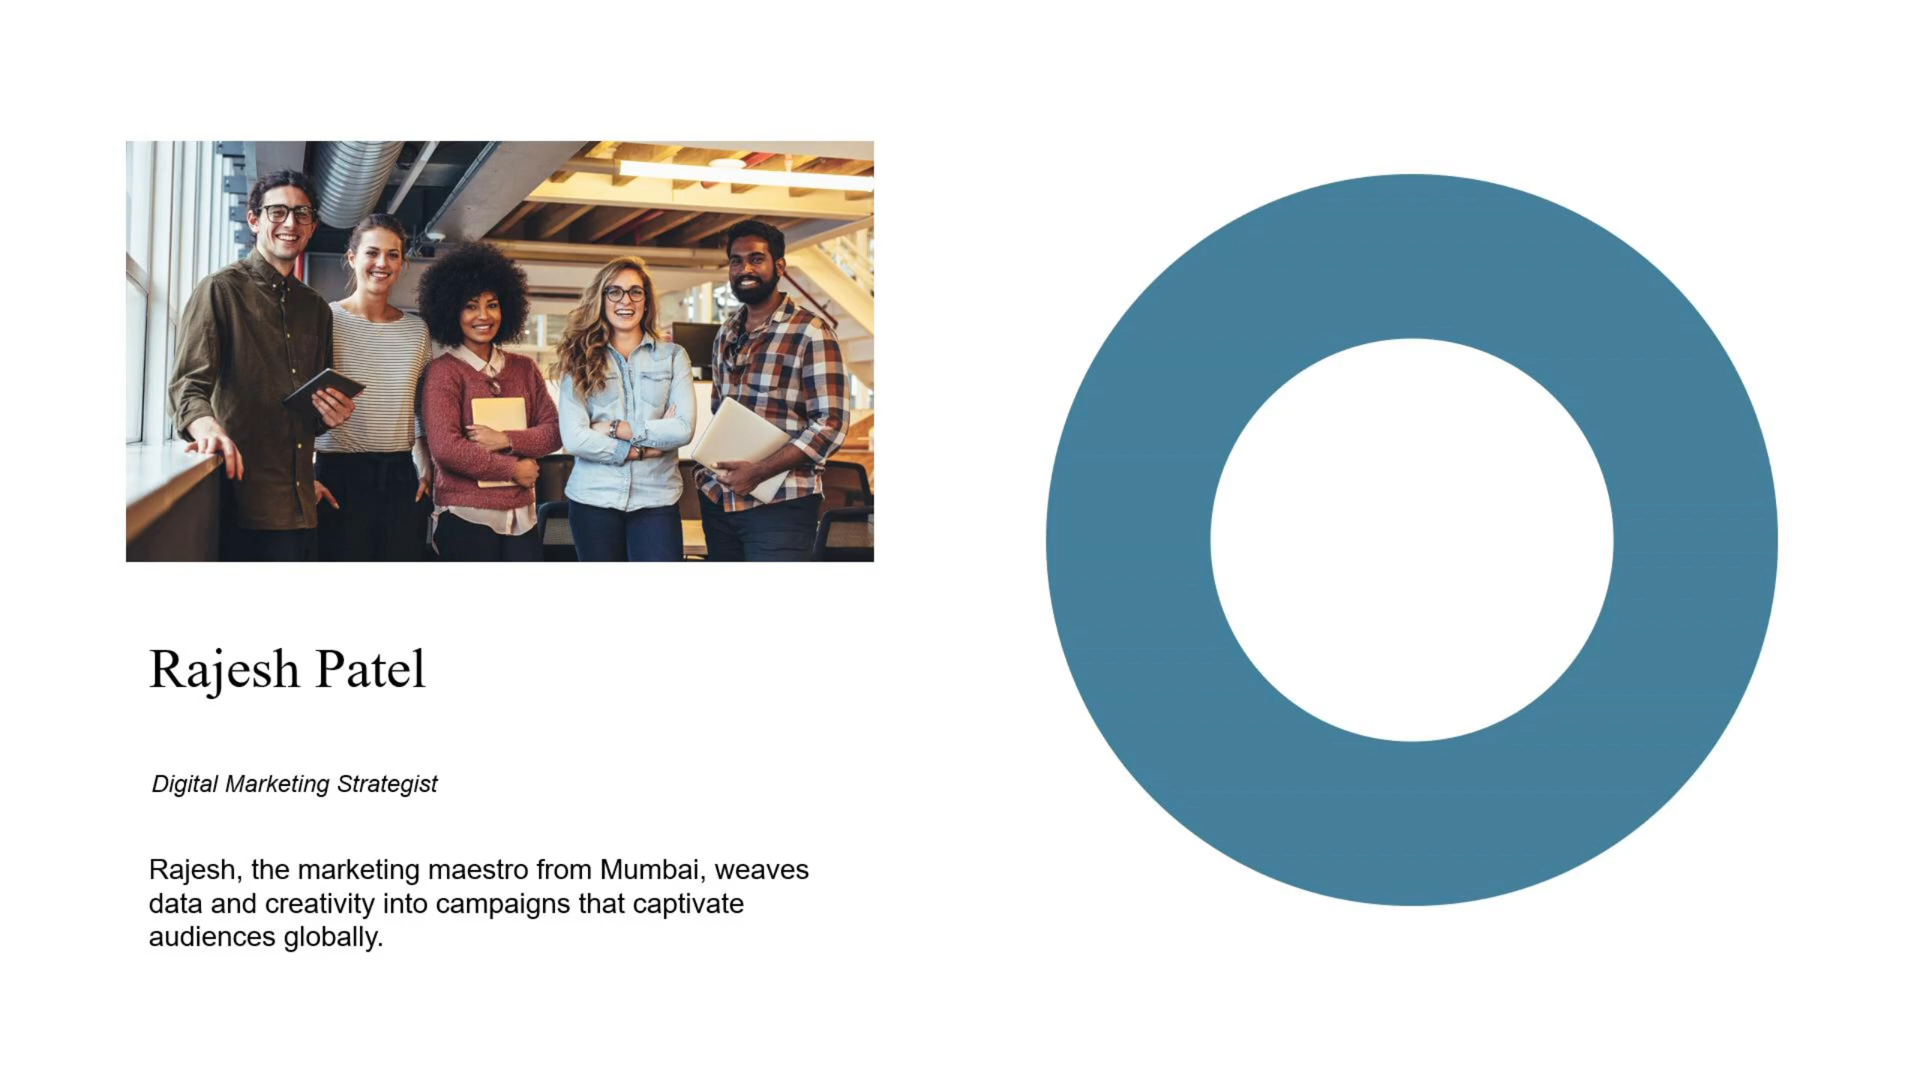 Rajesh Patel
Digital Marketing Strategist
Rajesh, the marketing maestro from Mumbai, weaves
data and creativity into campaigns that captivate
audiences globally.